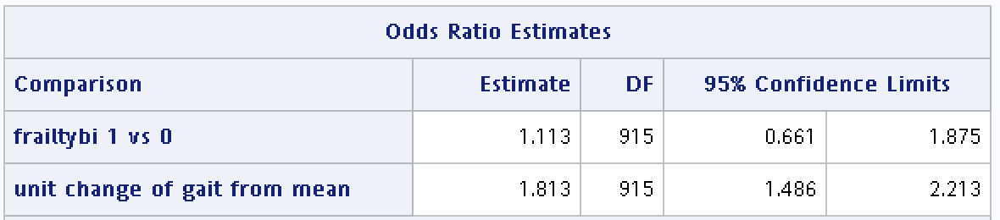 Odds Ratio Estimates
Comparison Estimate DF 95% Confidence Limits
frailtybi 1 vs 0 1.113 915 0.661 1.875
unit change of gait from mean 1.813 915 1.486 2.213